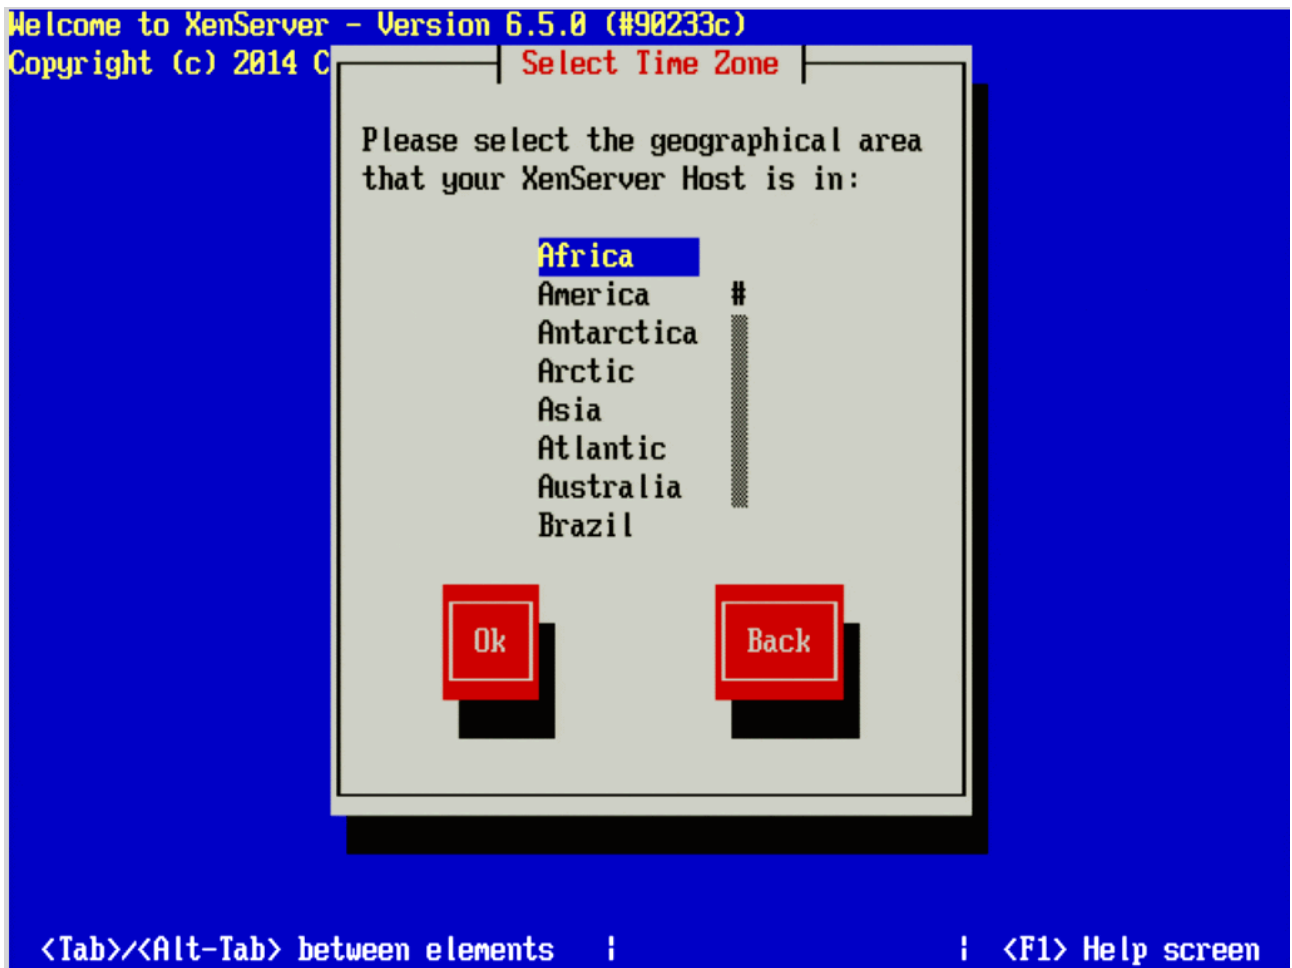 Welcome to XenServer - Version 6.5.0 (#90233c)
Copyright (c) 2014 C
Select Time Zone
Please select the geographical area
that your XenServer Host is in:
Africa
America #
Antarctica
Arctic
Asia
Atlantic
Australia
Brazil
Ok Back
<Tab>/<Alt-Tab> between elements | | <F1> Help screen